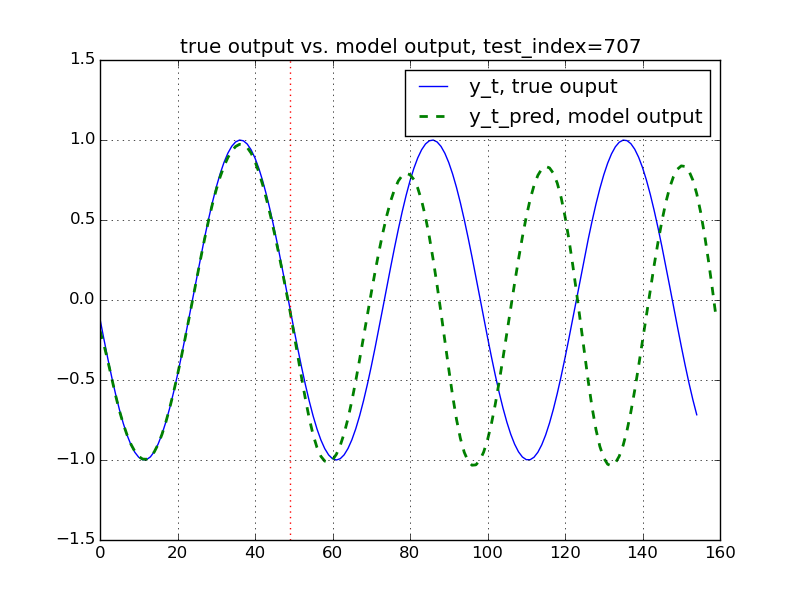 true output vs. model output, test_index=707
y_t, true ouput
y_t_pred, model output
1.5
1.0
0.5
0.0
−0.5
−1.0
−1.5
0 20 40 60 80 100 120 140 160